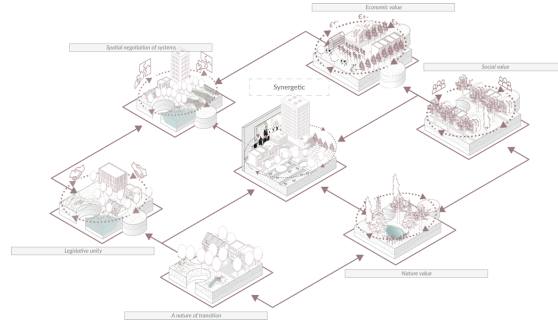 Economic value
Spatial negotiation of systems
Social value
Synergetic
Legislative unity
Nature value
A nature of transition